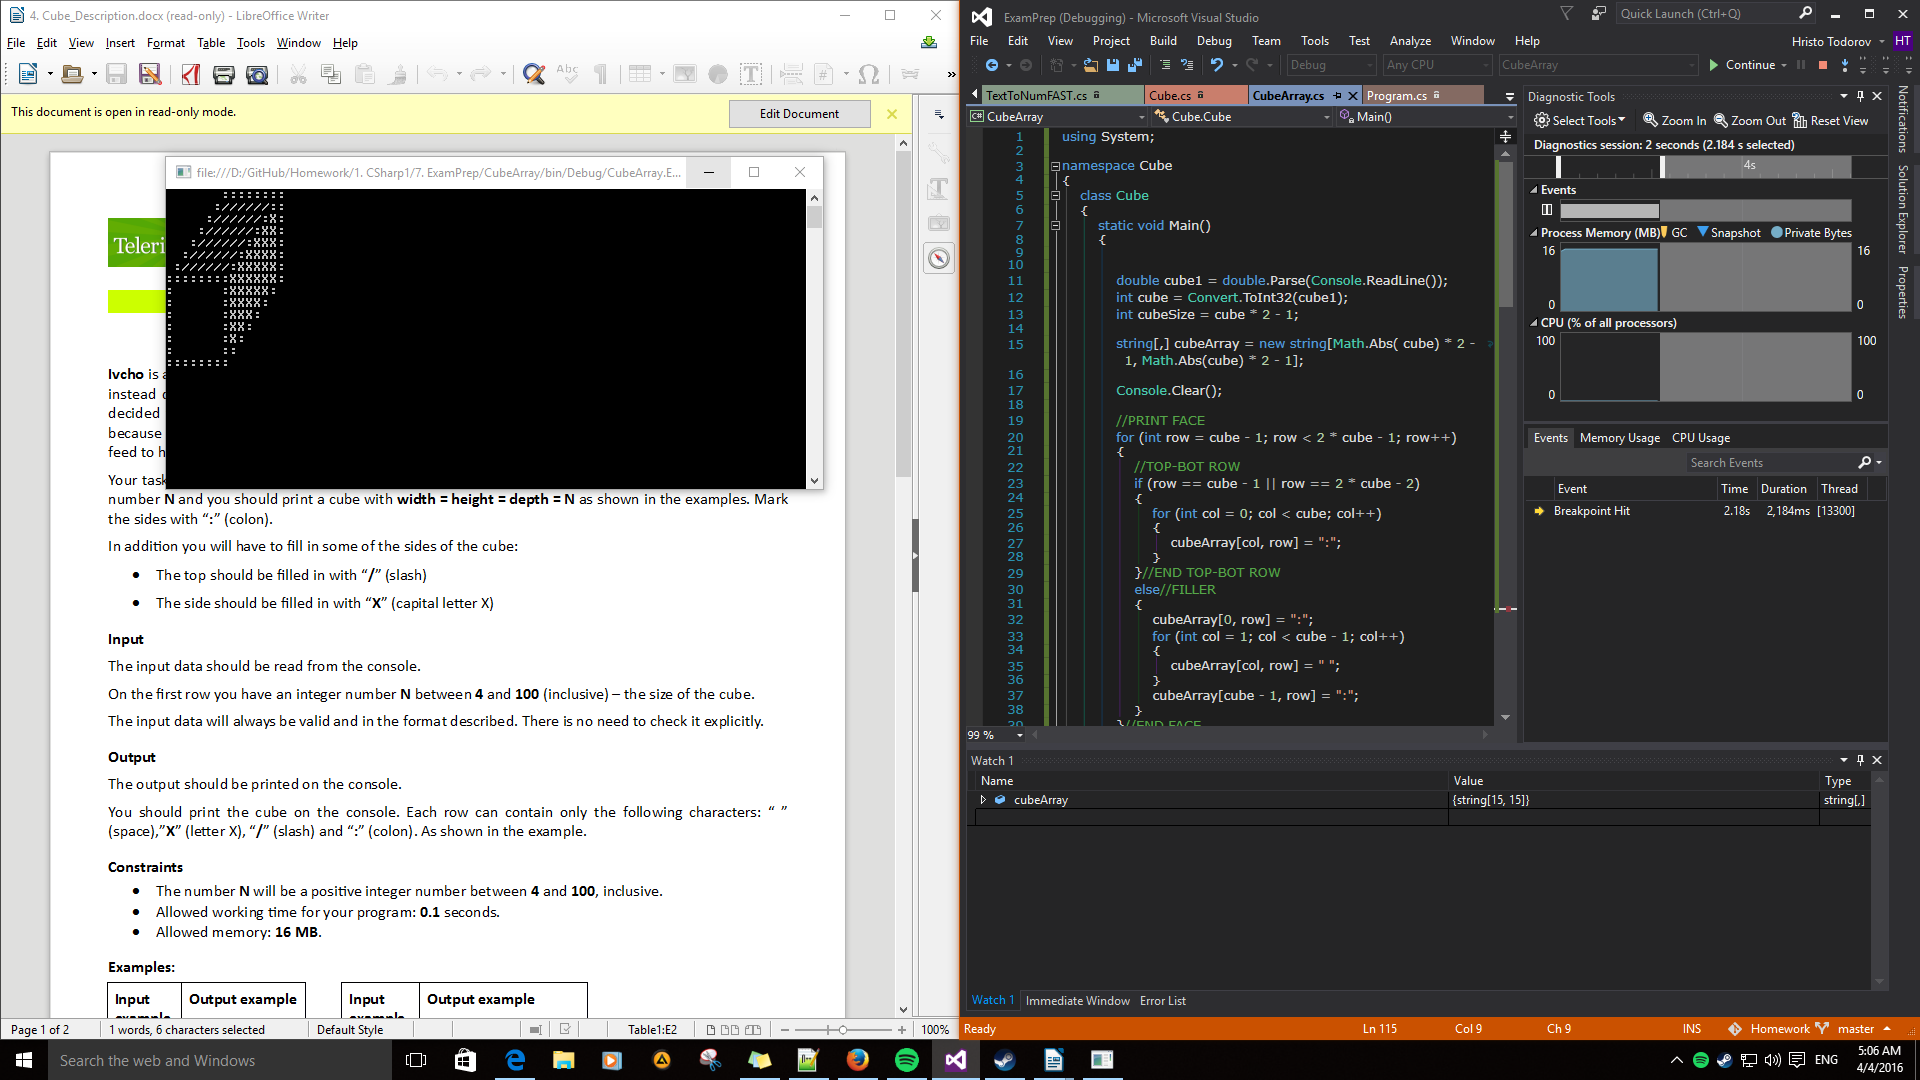 4. Cube_Description.docx (read-only) - LibreOffice Writer
File Edit View Insert Format Table Tools Window Help
This document is open in read-only mode.
Edit Document
file:///D:/GitHub/Homework/1. CSharp1/7. ExamPrep/CubeArray/bin/Debug/CubeArray.E...
::::::::
://////::
://////:X:
://////:XX:
://////:XXX:
://////:XXXX:
://////:XXXXX:
::::::::XXXXXX:
:      :XXXXX:
:      :XXXX:
:      :XXX:
:      :XX:
:      :X:
:      ::
::::::::
Teleri
Ivcho is a
instead
decided
because
feed to h
Your task
number N and you should print a cube with width = height = depth = N as shown in the examples. Mark
the sides with “:” (colon).
In addition you will have to fill in some of the sides of the cube:
• The top should be filled in with “/” (slash)
• The side should be filled in with “X” (capital letter X)
Input
The input data should be read from the console.
On the first row you have an integer number N between 4 and 100 (inclusive) – the size of the cube.
The input data will always be valid and in the format described. There is no need to check it explicitly.
Output
The output should be printed on the console.
You should print the cube on the console. Each row can contain only the following characters: “ ”
(space),”X” (letter X), “/” (slash) and “:” (colon). As shown in the example.
Constraints
• The number N will be a positive integer number between 4 and 100, inclusive.
• Allowed working time for your program: 0.1 seconds.
• Allowed memory: 16 MB.
Examples:
Input Output example Input Output example
Page 1 of 2 1 words, 6 characters selected Default Style Table1:E2 100%
ExamPrep (Debugging) - Microsoft Visual Studio
Quick Launch (Ctrl+Q)
File Edit View Project Build Debug Team Tools Test Analyze Window Help
Hristo Todorov HT
Debug Any CPU CubeArray Continue
TextToNumFAST.cs Cube.cs CubeArray.cs Program.cs
CubeArray Cube.Cube Main()
1 using System;
2
3 namespace Cube
4 {
5 class Cube
6 {
7 static void Main()
8 {
9
10
11 double cube1 = double.Parse(Console.ReadLine());
12 int cube = Convert.ToInt32(cube1);
13 int cubeSize = cube * 2 - 1;
14
15 string[,] cubeArray = new string[Math.Abs( cube) * 2 -
1, Math.Abs(cube) * 2 - 1];
16
17 Console.Clear();
18
19 //PRINT FACE
20 for (int row = cube - 1; row < 2 * cube - 1; row++)
21 {
22 //TOP-BOT ROW
23 if (row == cube - 1 || row == 2 * cube - 2)
24 {
25 for (int col = 0; col < cube; col++)
26 {
27 cubeArray[col, row] = ":";
28 }
29 }//END TOP-BOT ROW
30 else//FILLER
31 {
32 cubeArray[0, row] = ":";
33 for (int col = 1; col < cube - 1; col++)
34 {
35 cubeArray[col, row] = " ";
36 }
37 cubeArray[cube - 1, row] = ":";
38 }
39 }//END FACE
99 %
Diagnostic Tools
Select Tools Zoom In Zoom Out Reset View
Diagnostics session: 2 seconds (2.184 s selected)
4s
Events
Process Memory (MB) GC Snapshot Private Bytes
16 16
0 0
CPU (% of all processors)
100 100
0 0
Events Memory Usage CPU Usage
Search Events
Event Time Duration Thread
Breakpoint Hit 2.18s 2,184ms [13300]
Notifications
Solution Explorer
Properties
Watch 1
Name Value Type
cubeArray {string[15, 15]} string[,]
Watch 1 Immediate Window Error List
Ready Ln 115 Col 9 Ch 9 INS Homework master
Search the web and Windows
ENG
5:06 AM
4/4/2016